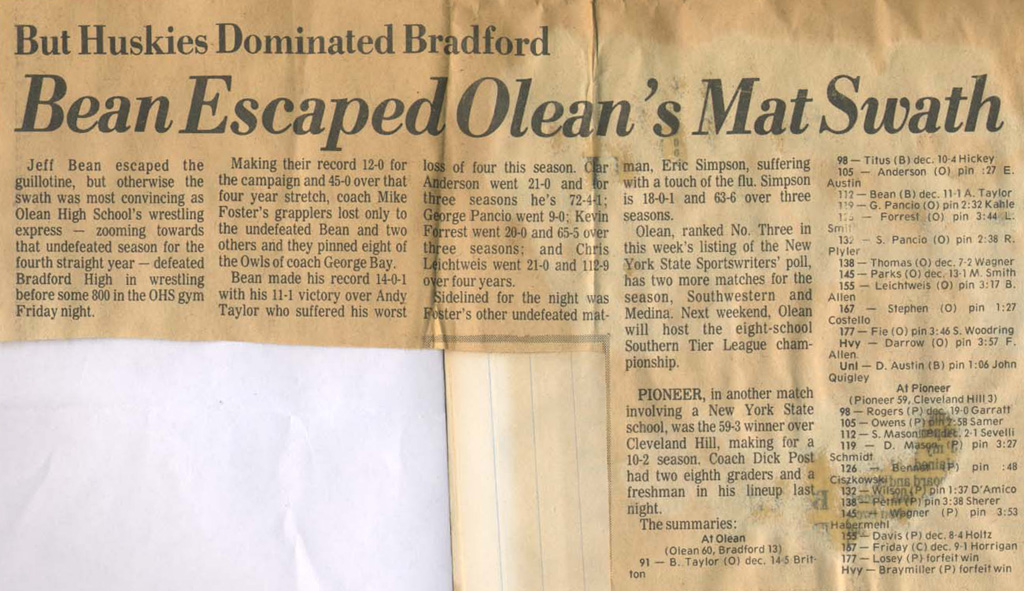 But Huskies Dominated Bradford
Bean Escaped Olean's Mat Swath
Jeff Bean escaped the
guillotine, but otherwise the
swath was most convincing as
Olean High School's wrestling
express — zooming towards
that undefeated season for the
fourth straight year — defeated
Bradford High in wrestling
before some 800 in the OHS gym
Friday night.
Making their record 12-0 for
the campaign and 45-0 over that
four year stretch, coach Mike
Foster's grapplers lost only to
the undefeated Bean and two
others and they pinned eight of
the Owls of coach George Bay.
Bean made his record 14-0-1
with his 11-1 victory over Andy
Taylor who suffered his worst
loss of four this season.
Anderson went 21-0 and for
three seasons he's 72-4-1;
George Pancio went 9-0; Kevin
Forrest went 20-0 and 65-5 over
three seasons; and Chris
Leichtweis went 21-0 and 112-9
over four years.
Sidelined for the night was
Foster's other undefeated mat-
man, Eric Simpson, suffering
with a touch of the flu. Simpson
is 18-0-1 and 63-6 over three
seasons.
Olean, ranked No. Three in
this week's listing of the New
York State Sportswriters' poll,
has two more matches for the
season, Southwestern and
Medina. Next weekend, Olean
will host the eight-school
Southern Tier League cham-
pionship.
PIONEER, in another match
involving a New York State
school, was the 59-3 winner over
Cleveland Hill, making for a
10-2 season. Coach Dick Post
had two eighth graders and a
freshman in his lineup last
night.
The summaries:
At Olean
(Olean 60, Bradford 13)
91 — B. Taylor (O) dec. 14-5 Brit-
ton
98 — Titus (B) dec. 10-4 Hickey
105 — Anderson (O) pin :27 E.
Austin
112 — Bean (B) dec. 11-1 A. Taylor
119 — G. Pancio (O) pin 2:32 Kahle
— Forrest (O) pin 3:44 L.
Smith
— S. Pancio (O) pin 2:38 R.
Plyler
138 — Thomas (O) dec. 7-2 Wagner
145 — Parks (O) dec. 13-1 M. Smith
155 — Leichtweis (O) pin 3:17 B.
Allen
167 — Stephen (O) pin 1:27
Costello
177 — Fie (O) pin 3:46 S. Woodring
Hvy — Darrow (O) pin 3:57 F.
Allen
Unl — D. Austin (B) pin 1:06 John
Quigley
At Pioneer
(Pioneer 59, Cleveland Hill 3)
98 — Rogers (P) dec. 19-0 Garratt
105 — Owens (P) pin 2:58 Samer
112 — S. Mason dec. 2-1 Sevelli
119 — D. Mason (P) pin 3:27
Schmidt
126 — Bennet (P) pin :48
Ciszkowski
132 — Wilson (P) pin 1:37 D'Amico
138 — (P) pin 3:38 Sherer
145 — Wagner (P) pin 3:53
Habermehl
155 — Davis (P) dec. 8-4 Holtz
167 — Friday (C) dec. 9-1 Horrigan
177 — Losey (P) forfeit win
Hvy — Braymiller (P) forfeit win